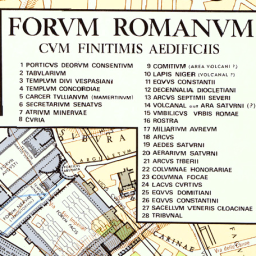 FORVM ROMANVM
CVM FINITIMIS AEDIFICIIS
1 PORTICVS DEORVM CONSENTIVM
2 TABVLARIVM
3 TEMPLVM DIVI VESPASIANI
4 TEMPLVM CONCORDIAE
5 CARCER TVLLIANVM (MAMERTINVM)
6 SECRETARIVM SENATVS
7 ATRIVM MINERVAE
8 CVRIA
9 COMITIVM (AREA VOLCANI ?)
10 LAPIS NIGER (VOLCANAL ?)
11 EQVVS CONSTANTII
12 DECENNALIA DIOCLETIANI
13 ARCVS SEPTIMII SEVERI
14 VOLCANAL SIVE ARA SATVRNI (?)
15 VMBILICVS VRBIS ROMAE
16 ROSTRA
17 MILIARIVM AVREVM
18 ARCVS
19 AEDES SATVRNI
20 AERARIVM SATVRNI
21 ARCVS TIBERII
22 COLVMNAE HONORARIAE
23 COLVMNA FOCAE
24 LACVS CVRTIVS
25 EQVVS DOMITIANI
26 EQVVS CONSTANTINI
27 SACELLVM VENERIS CLOACINAE
28 TRIBVNAL
BVRA
CARINAE